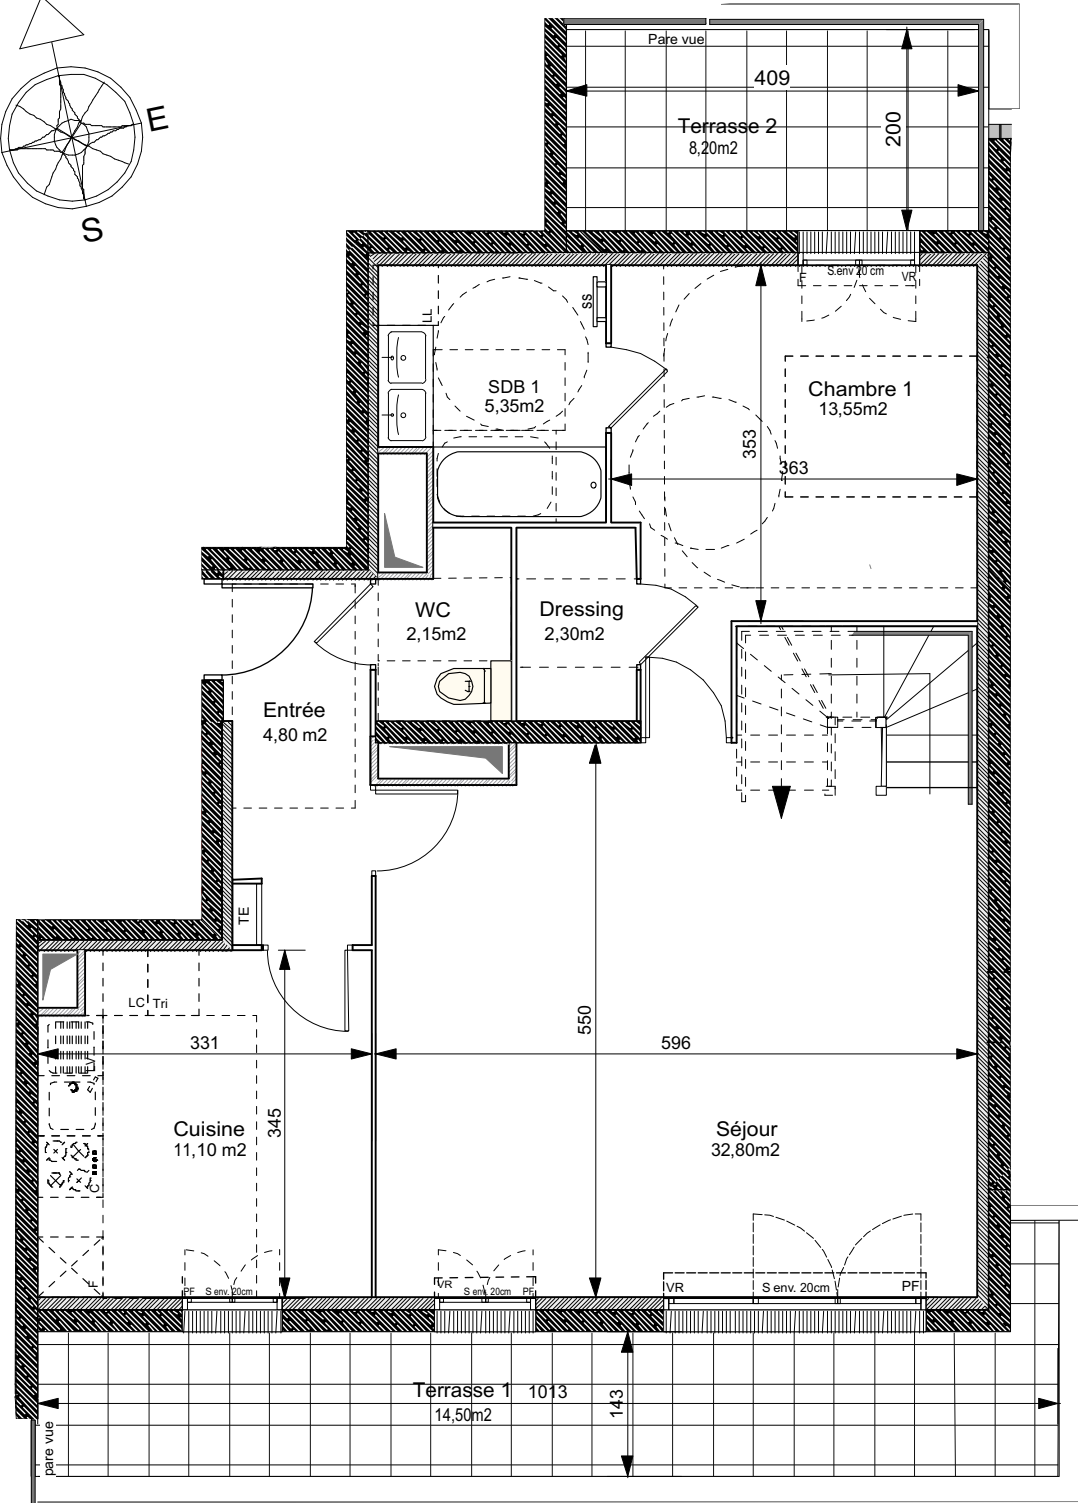 Pare vue
409
E
Terrasse 2
8,20m2
200
S
F
S.env 20 cm
VR
SS
LL
SDB 1
5,35m2
Chambre 1
13,55m2
353
363
WC
2,15m2
Dressing
2,30m2
Entrée
4,80 m2
TE
LC
Tri
550
331
596
LV
345
Cuisine
11,10 m2
Séjour
32,80m2
C
F
PF
S env. 20cm
VR
S env. 20cm
PF
VR
S env. 20cm
PF
Terrasse 1
1013
14,50m2
143
pare vue